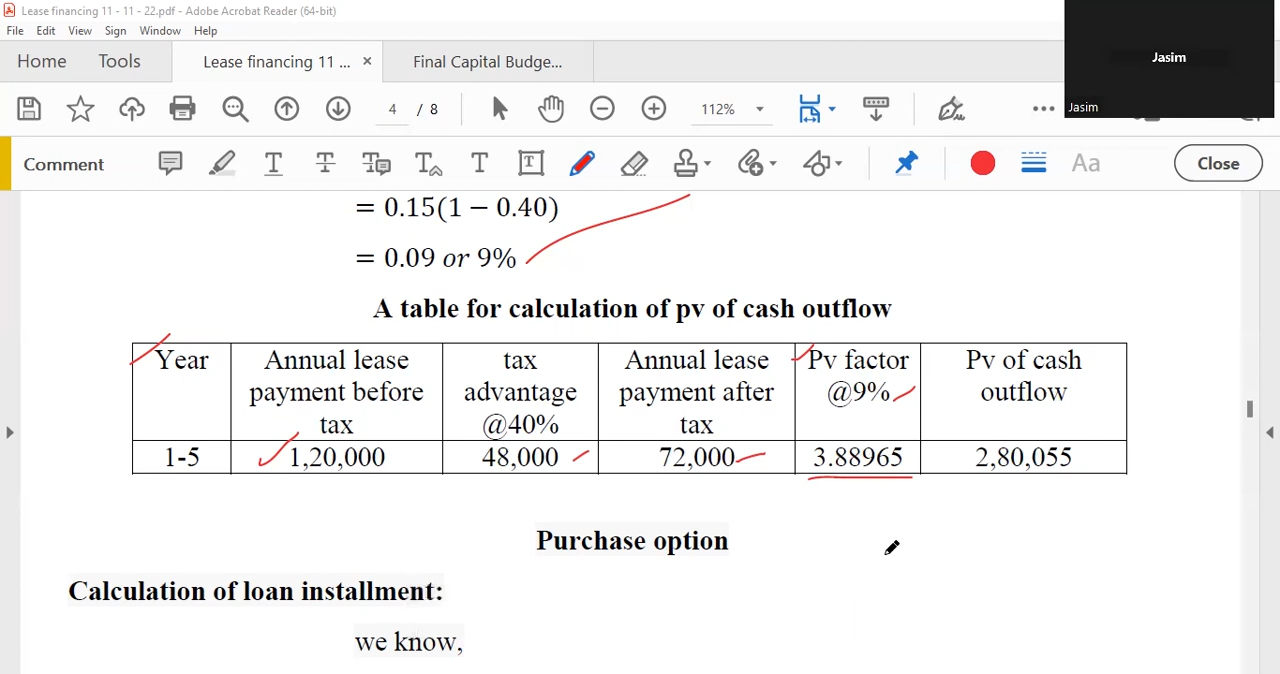 Lease financing 11 - 11 - 22.pdf - Adobe Acrobat Reader (64-bit)
File Edit View Sign Window Help
Jasim
Home Tools Lease financing 11 ... × Final Capital Budge...
4 / 8 112% Jasim
Comment T T T T T T Aa Close
= 0.15(1 − 0.40)
= 0.09 or 9%
A table for calculation of pv of cash outflow
Year Annual lease payment before tax tax advantage @40% Annual lease payment after tax Pv factor @9% Pv of cash outflow
1-5 1,20,000 48,000 72,000 3.88965 2,80,055
Purchase option
Calculation of loan installment:
we know,